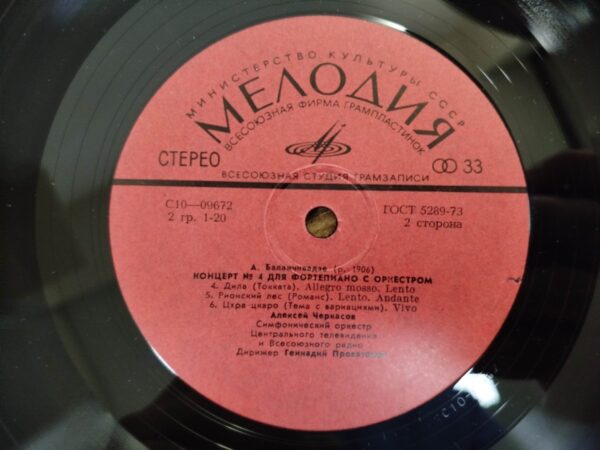 МИНИСТЕРСТВО КУЛЬТУРЫ СССР
МЕЛОДИЯ
ВСЕСОЮЗНАЯ ФИРМА ГРАМПЛАСТИНОК
СТЕРЕО
33
ВСЕСОЮЗНАЯ СТУДИЯ ГРАМЗАПИСИ
С10—09672
ГОСТ 5289-73
2 гр. 1-20
2 сторона
А. Баланчивадзе (р. 1906)
КОНЦЕРТ № 4 ДЛЯ ФОРТЕПИАНО С ОРКЕСТРОМ
4. Дила (Токката). Allegro mosso. Lento
5. Рионский лес (Романс). Lento. Andante
6. Цхра-цкаро (Тема с вариациями). Vivo
Алексей Черкасов
Симфонический оркестр
Центрального телевидения
и Всесоюзного радио
Дирижер Геннадий Проваторов